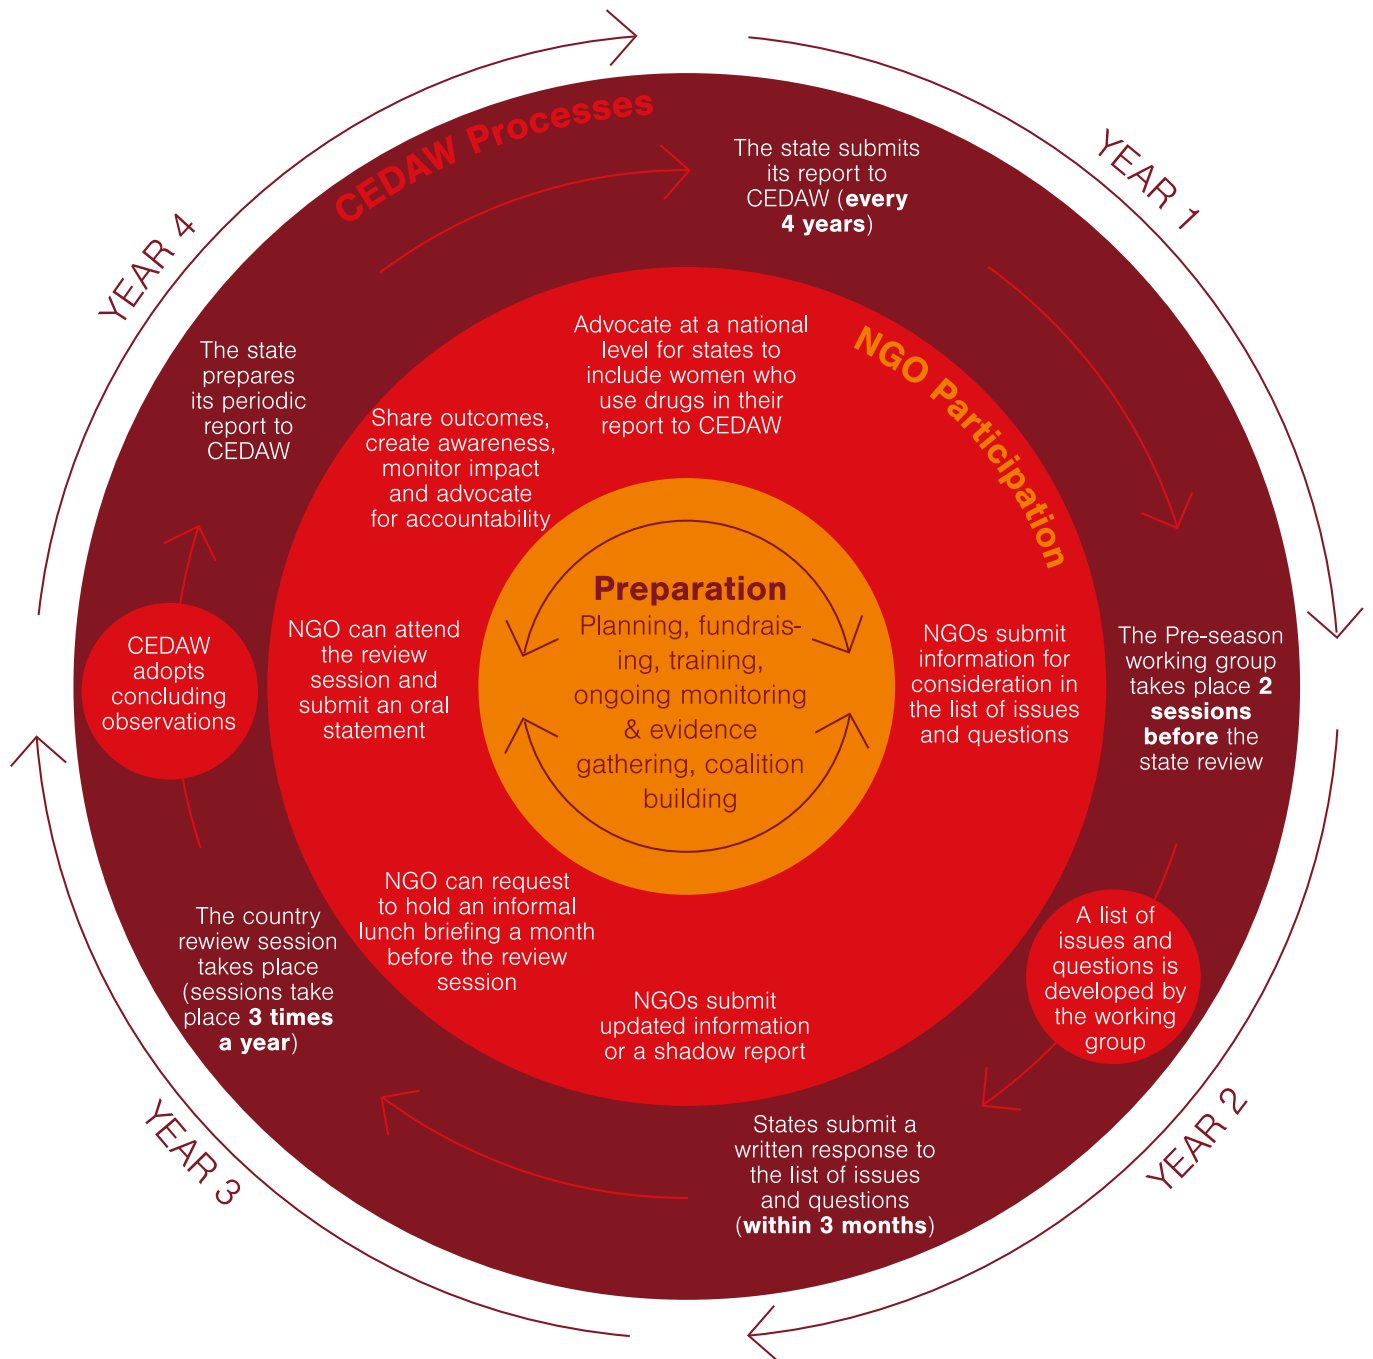 CEDAW Processes
YEAR 1
YEAR 2
YEAR 3
YEAR 4
The state submits
its report to
CEDAW (every
4 years)
The Pre-season
working group
takes place 2
sessions
before the
state review
A list of
issues and
questions is
developed by
the working
group
States submit a
written response to
the list of issues
and questions
(within 3 months)
The country
rewiew session
takes place
(sessions take
place 3 times
a year)
CEDAW
adopts
concluding
observations
The state
prepares
its periodic
report to
CEDAW
NGO Participation
Advocate at a national
level for states to
include women who
use drugs in their
report to CEDAW
NGOs submit
information for
consideration in
the list of issues
and questions
NGOs submit
updated information
or a shadow report
NGO can request
to hold an informal
lunch briefing a month
before the review
session
NGO can attend
the review
session and
submit an oral
statement
Share outcomes,
create awareness,
monitor impact
and advocate
for accountability
Preparation
Planning, fundrais-
ing, training,
ongoing monitoring
& evidence
gathering, coalition
building